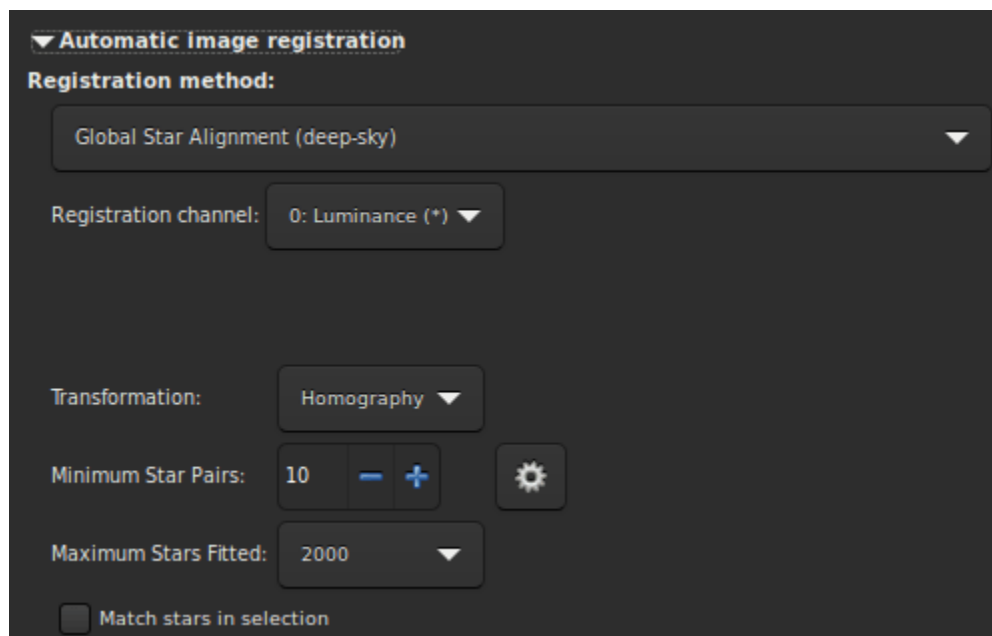 Automatic image registration
Registration method:
Global Star Alignment (deep-sky)
Registration channel: 0: Luminance (*)
Transformation: Homography
Minimum Star Pairs: 10
Maximum Stars Fitted: 2000
Match stars in selection